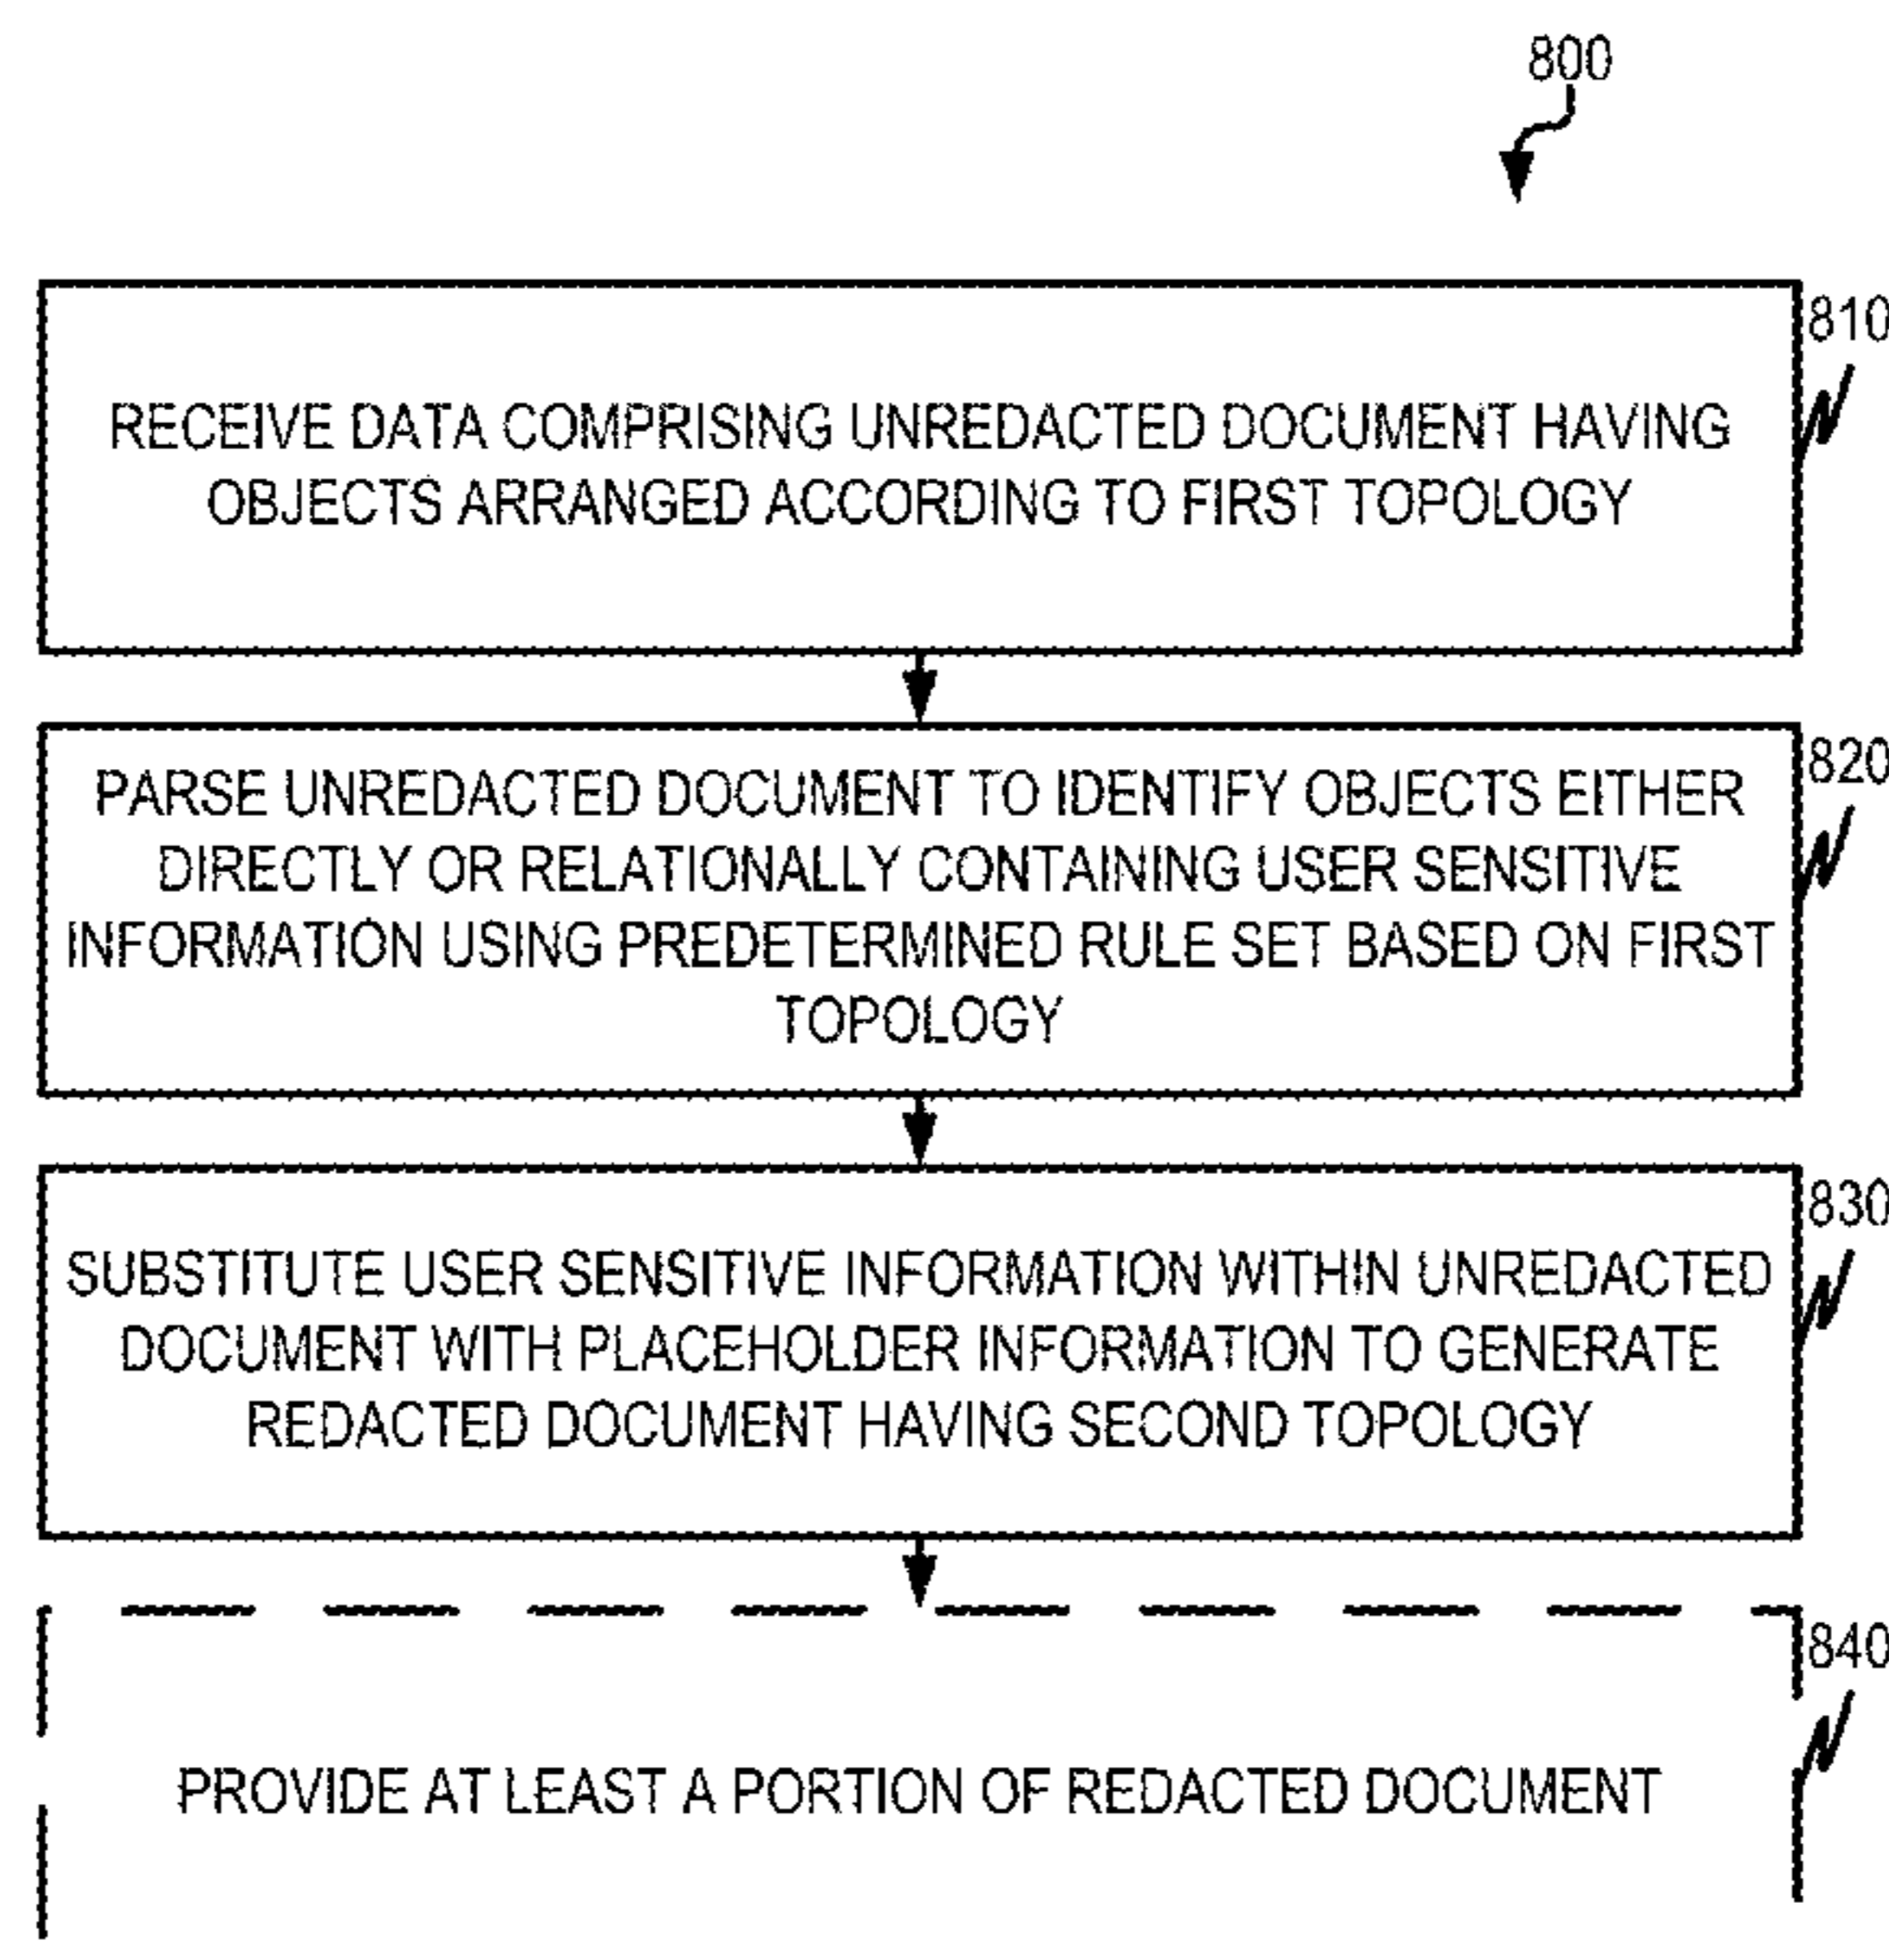 800
810
RECEIVE DATA COMPRISING UNREDACTED DOCUMENT HAVING
OBJECTS ARRANGED ACCORDING TO FIRST TOPOLOGY
820
PARSE UNREDACTED DOCUMENT TO IDENTIFY OBJECTS EITHER
DIRECTLY OR RELATIONALLY CONTAINING USER SENSITIVE
INFORMATION USING PREDETERMINED RULE SET BASED ON FIRST
TOPOLOGY
830
SUBSTITUTE USER SENSITIVE INFORMATION WITHIN UNREDACTED
DOCUMENT WITH PLACEHOLDER INFORMATION TO GENERATE
REDACTED DOCUMENT HAVING SECOND TOPOLOGY
840
PROVIDE AT LEAST A PORTION OF REDACTED DOCUMENT